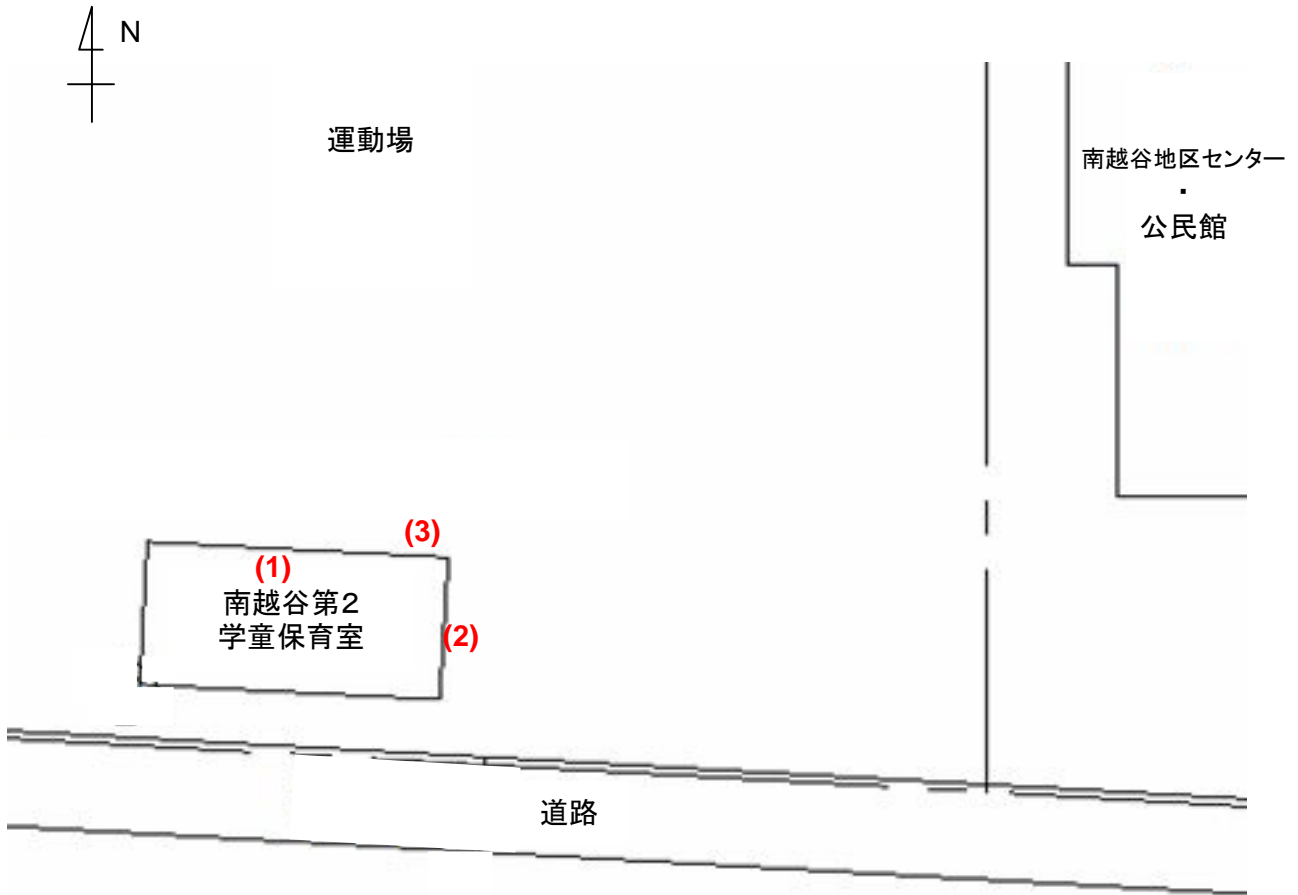 N
運動場
南越谷地区センター
・
公民館
(3)
(1)
南越谷第2
学童保育室
(2)
道路